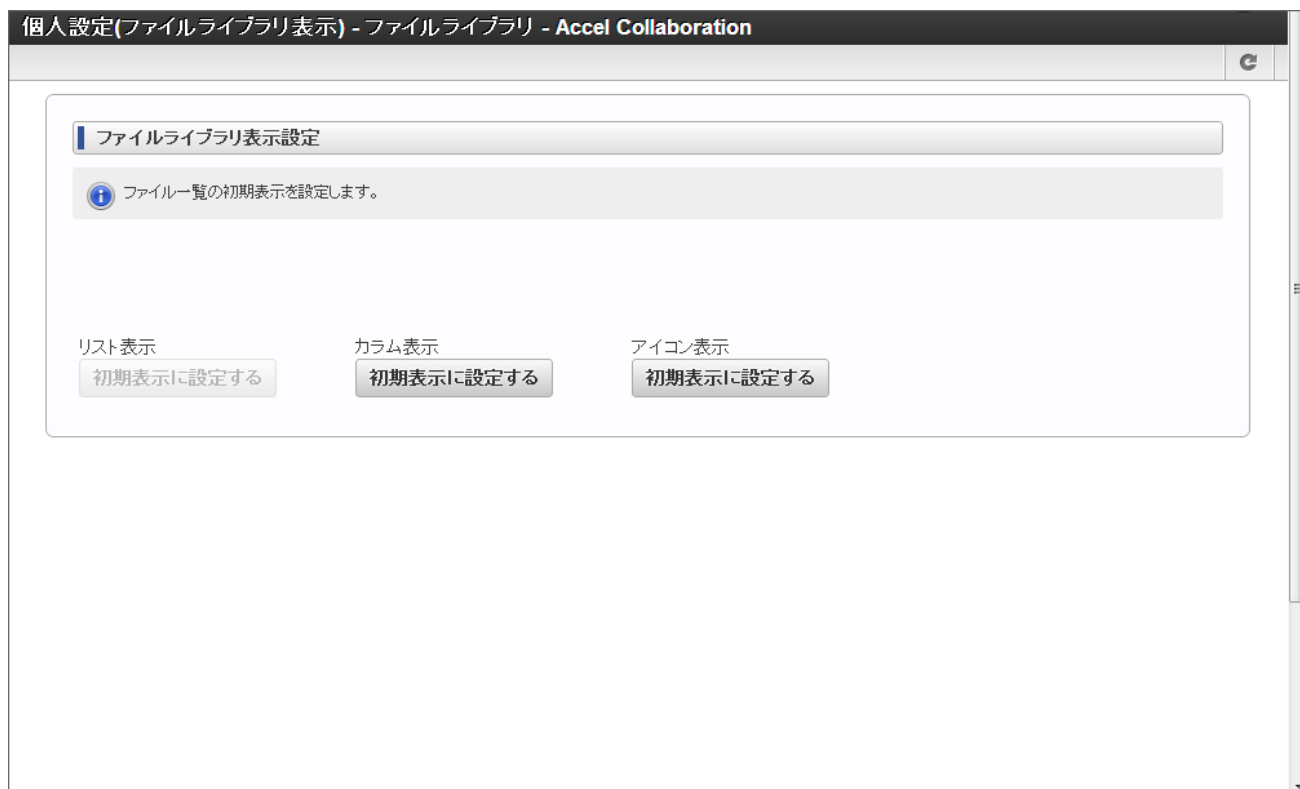 個人設定(ファイルライブラリ表示) - ファイルライブラリ - Accel Collaboration
ファイルライブラリ表示設定
ファイル一覧の初期表示を設定します。
リスト表示 カラム表示 アイコン表示
初期表示に設定する 初期表示に設定する 初期表示に設定する